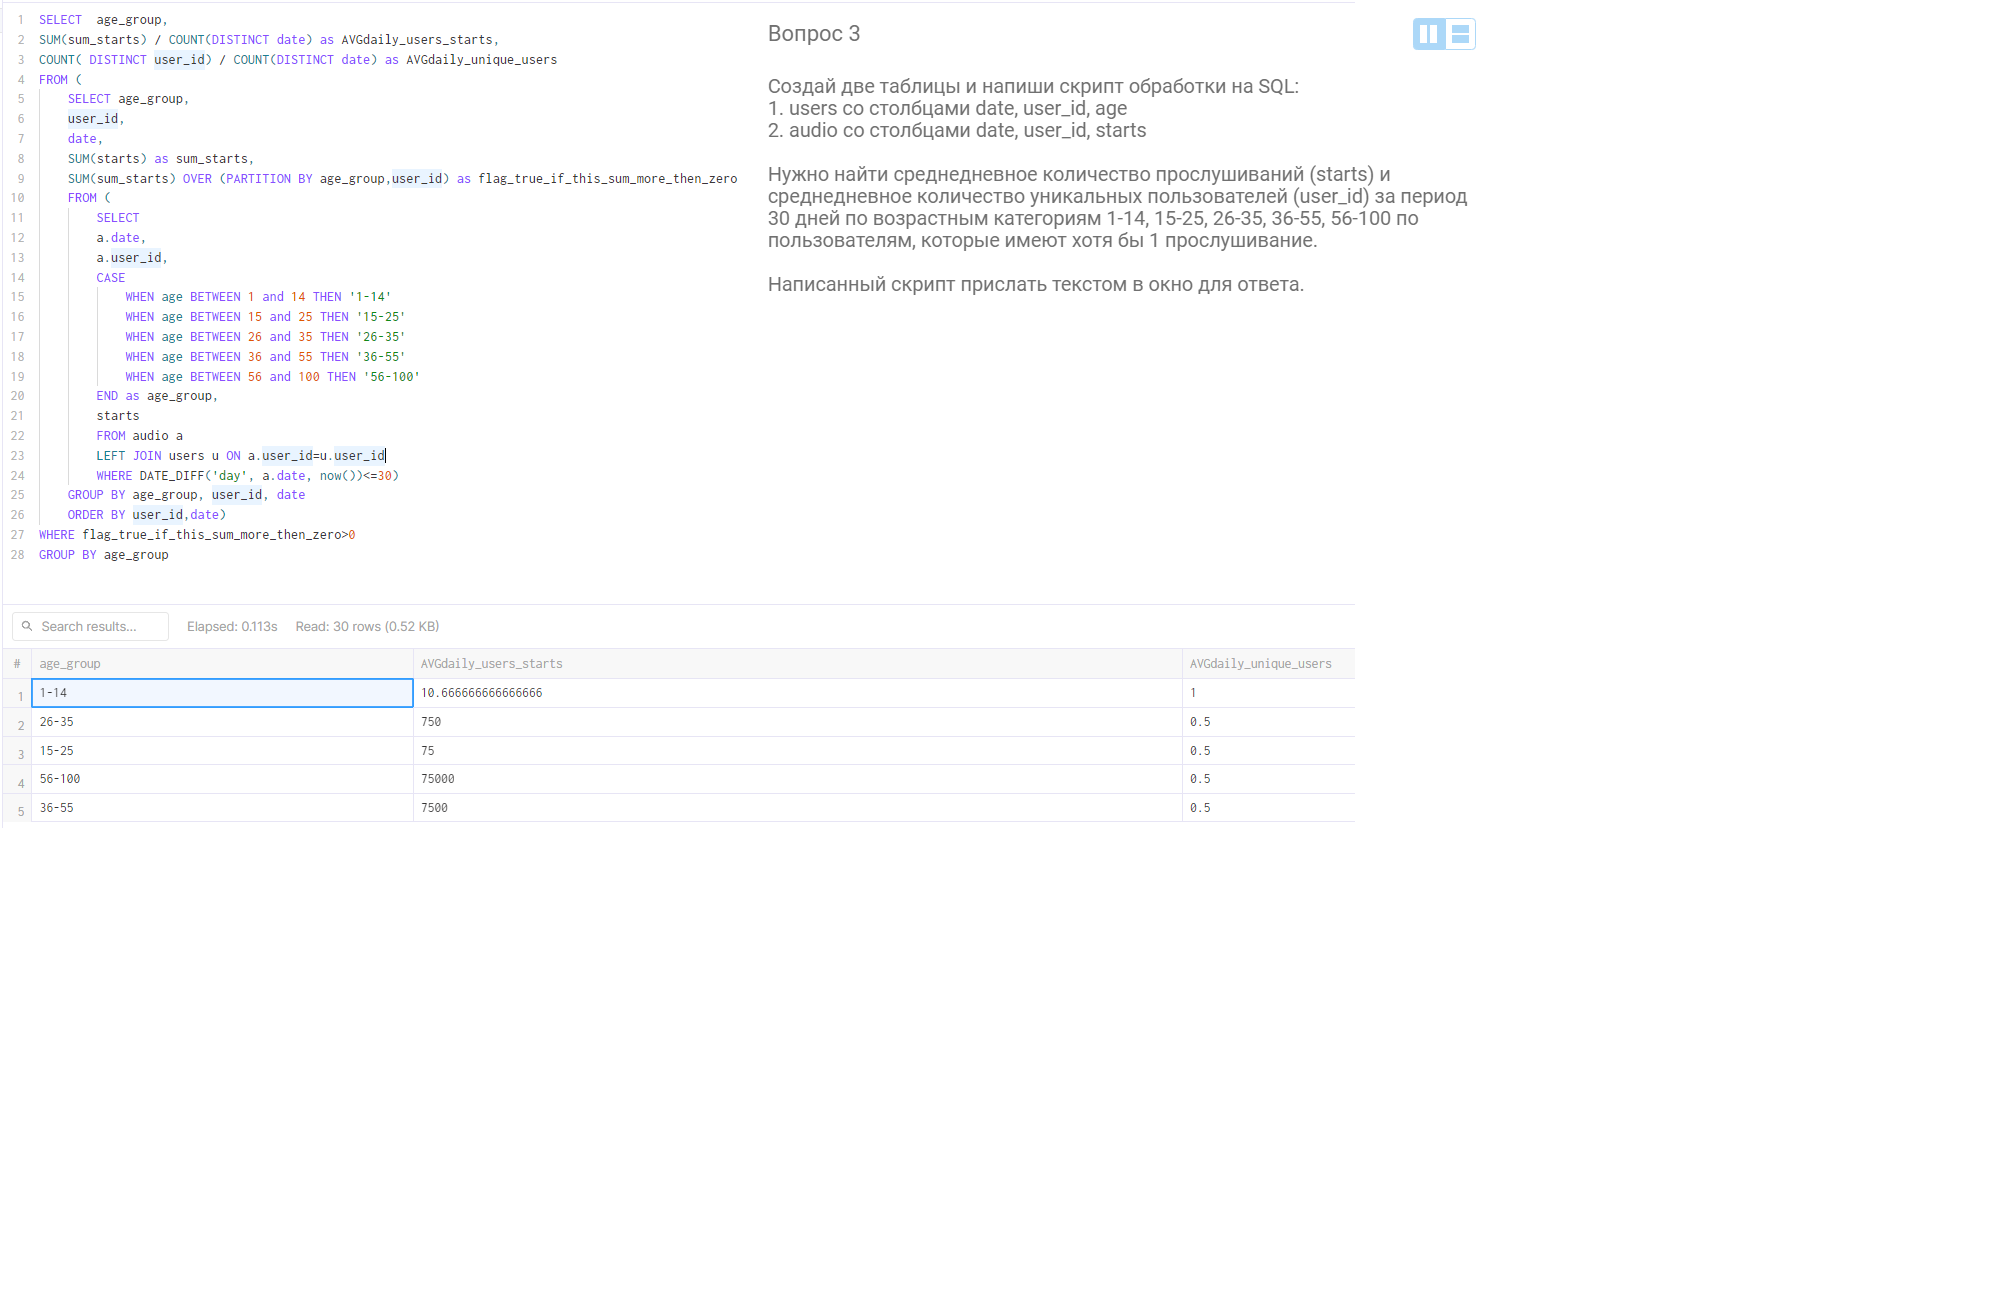 1 SELECT  age_group,
2 SUM(sum_starts) / COUNT(DISTINCT date) as AVGdaily_users_starts,
3 COUNT( DISTINCT user_id) / COUNT(DISTINCT date) as AVGdaily_unique_users
4 FROM (
5 SELECT age_group,
6 user_id,
7 date,
8 SUM(starts) as sum_starts,
9 SUM(sum_starts) OVER (PARTITION BY age_group,user_id) as flag_true_if_this_sum_more_then_zero
10 FROM (
11 SELECT
12 a.date,
13 a.user_id,
14 CASE
15 WHEN age BETWEEN 1 and 14 THEN '1-14'
16 WHEN age BETWEEN 15 and 25 THEN '15-25'
17 WHEN age BETWEEN 26 and 35 THEN '26-35'
18 WHEN age BETWEEN 36 and 55 THEN '36-55'
19 WHEN age BETWEEN 56 and 100 THEN '56-100'
20 END as age_group,
21 starts
22 FROM audio a
23 LEFT JOIN users u ON a.user_id=u.user_id
24 WHERE DATE_DIFF('day', a.date, now())<=30)
25 GROUP BY age_group, user_id, date
26 ORDER BY user_id,date)
27 WHERE flag_true_if_this_sum_more_then_zero>0
28 GROUP BY age_group
Вопрос 3
Создай две таблицы и напиши скрипт обработки на SQL:
1. users со столбцами date, user_id, age
2. audio со столбцами date, user_id, starts
Нужно найти среднедневное количество прослушиваний (starts) и
среднедневное количество уникальных пользователей (user_id) за период
30 дней по возрастным категориям 1-14, 15-25, 26-35, 36-55, 56-100 по
пользователям, которые имеют хотя бы 1 прослушивание.
Написанный скрипт прислать текстом в окно для ответа.
Search results... Elapsed: 0.113s Read: 30 rows (0.52 KB)
# age_group AVGdaily_users_starts AVGdaily_unique_users
1 1-14 10.666666666666666 1
2 26-35 750 0.5
3 15-25 75 0.5
4 56-100 75000 0.5
5 36-55 7500 0.5